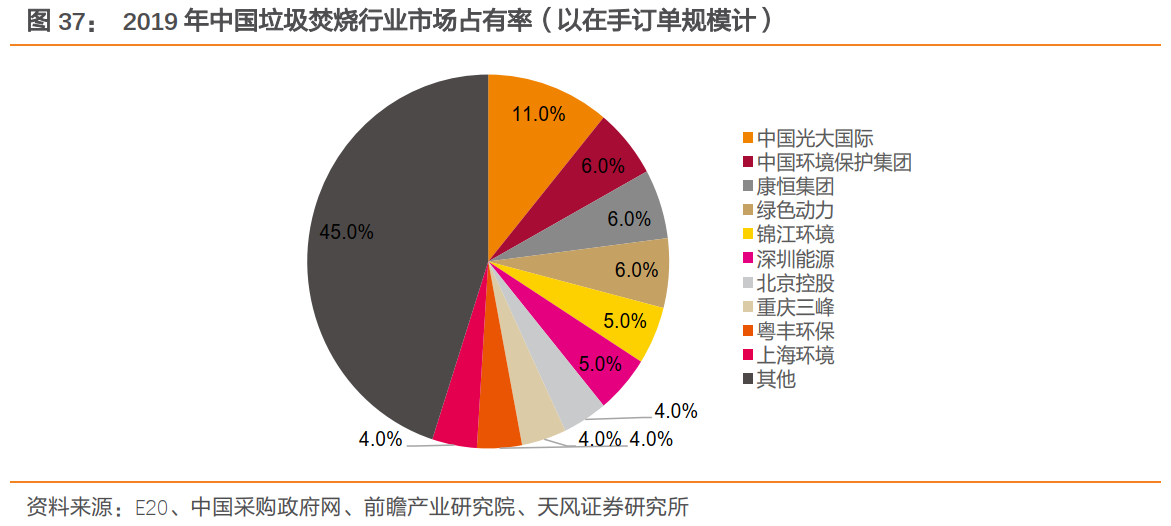 图 37： 2019 年中国垃圾焚烧行业市场占有率（以在手订单规模计）
11.0%
6.0%
6.0%
6.0%
5.0%
5.0%
4.0%
4.0%
4.0%
4.0%
45.0%
中国光大国际
中国环境保护集团
康恒集团
绿色动力
锦江环境
深圳能源
北京控股
重庆三峰
粤丰环保
上海环境
其他
资料来源：E20、中国采购政府网、前瞻产业研究院、天风证券研究所